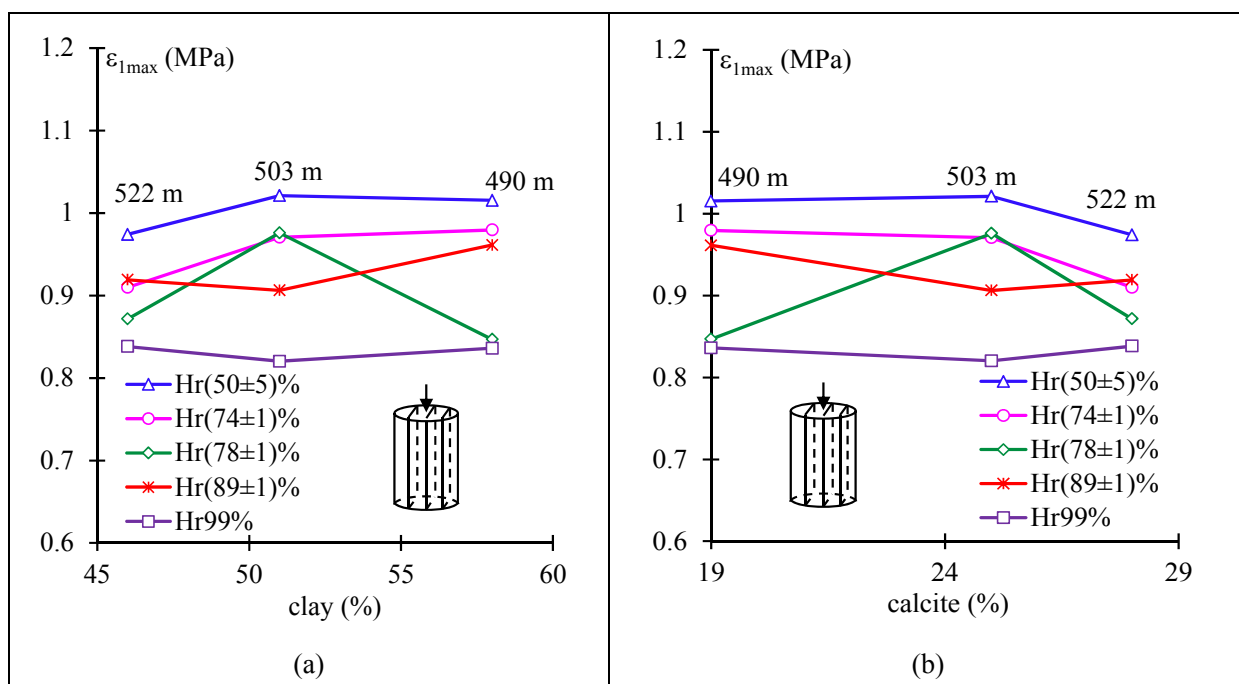 ε1max (MPa)
1.2
1.1
1
0.9
0.8
0.7
0.6
522 m
503 m
490 m
Hr(50±5)%
Hr(74±1)%
Hr(78±1)%
Hr(89±1)%
Hr99%
45
50
55
60
clay (%)
(a)
ε1max (MPa)
1.2
1.1
1
0.9
0.8
0.7
0.6
490 m
503 m
522 m
Hr(50±5)%
Hr(74±1)%
Hr(78±1)%
Hr(89±1)%
Hr99%
19
24
29
calcite (%)
(b)